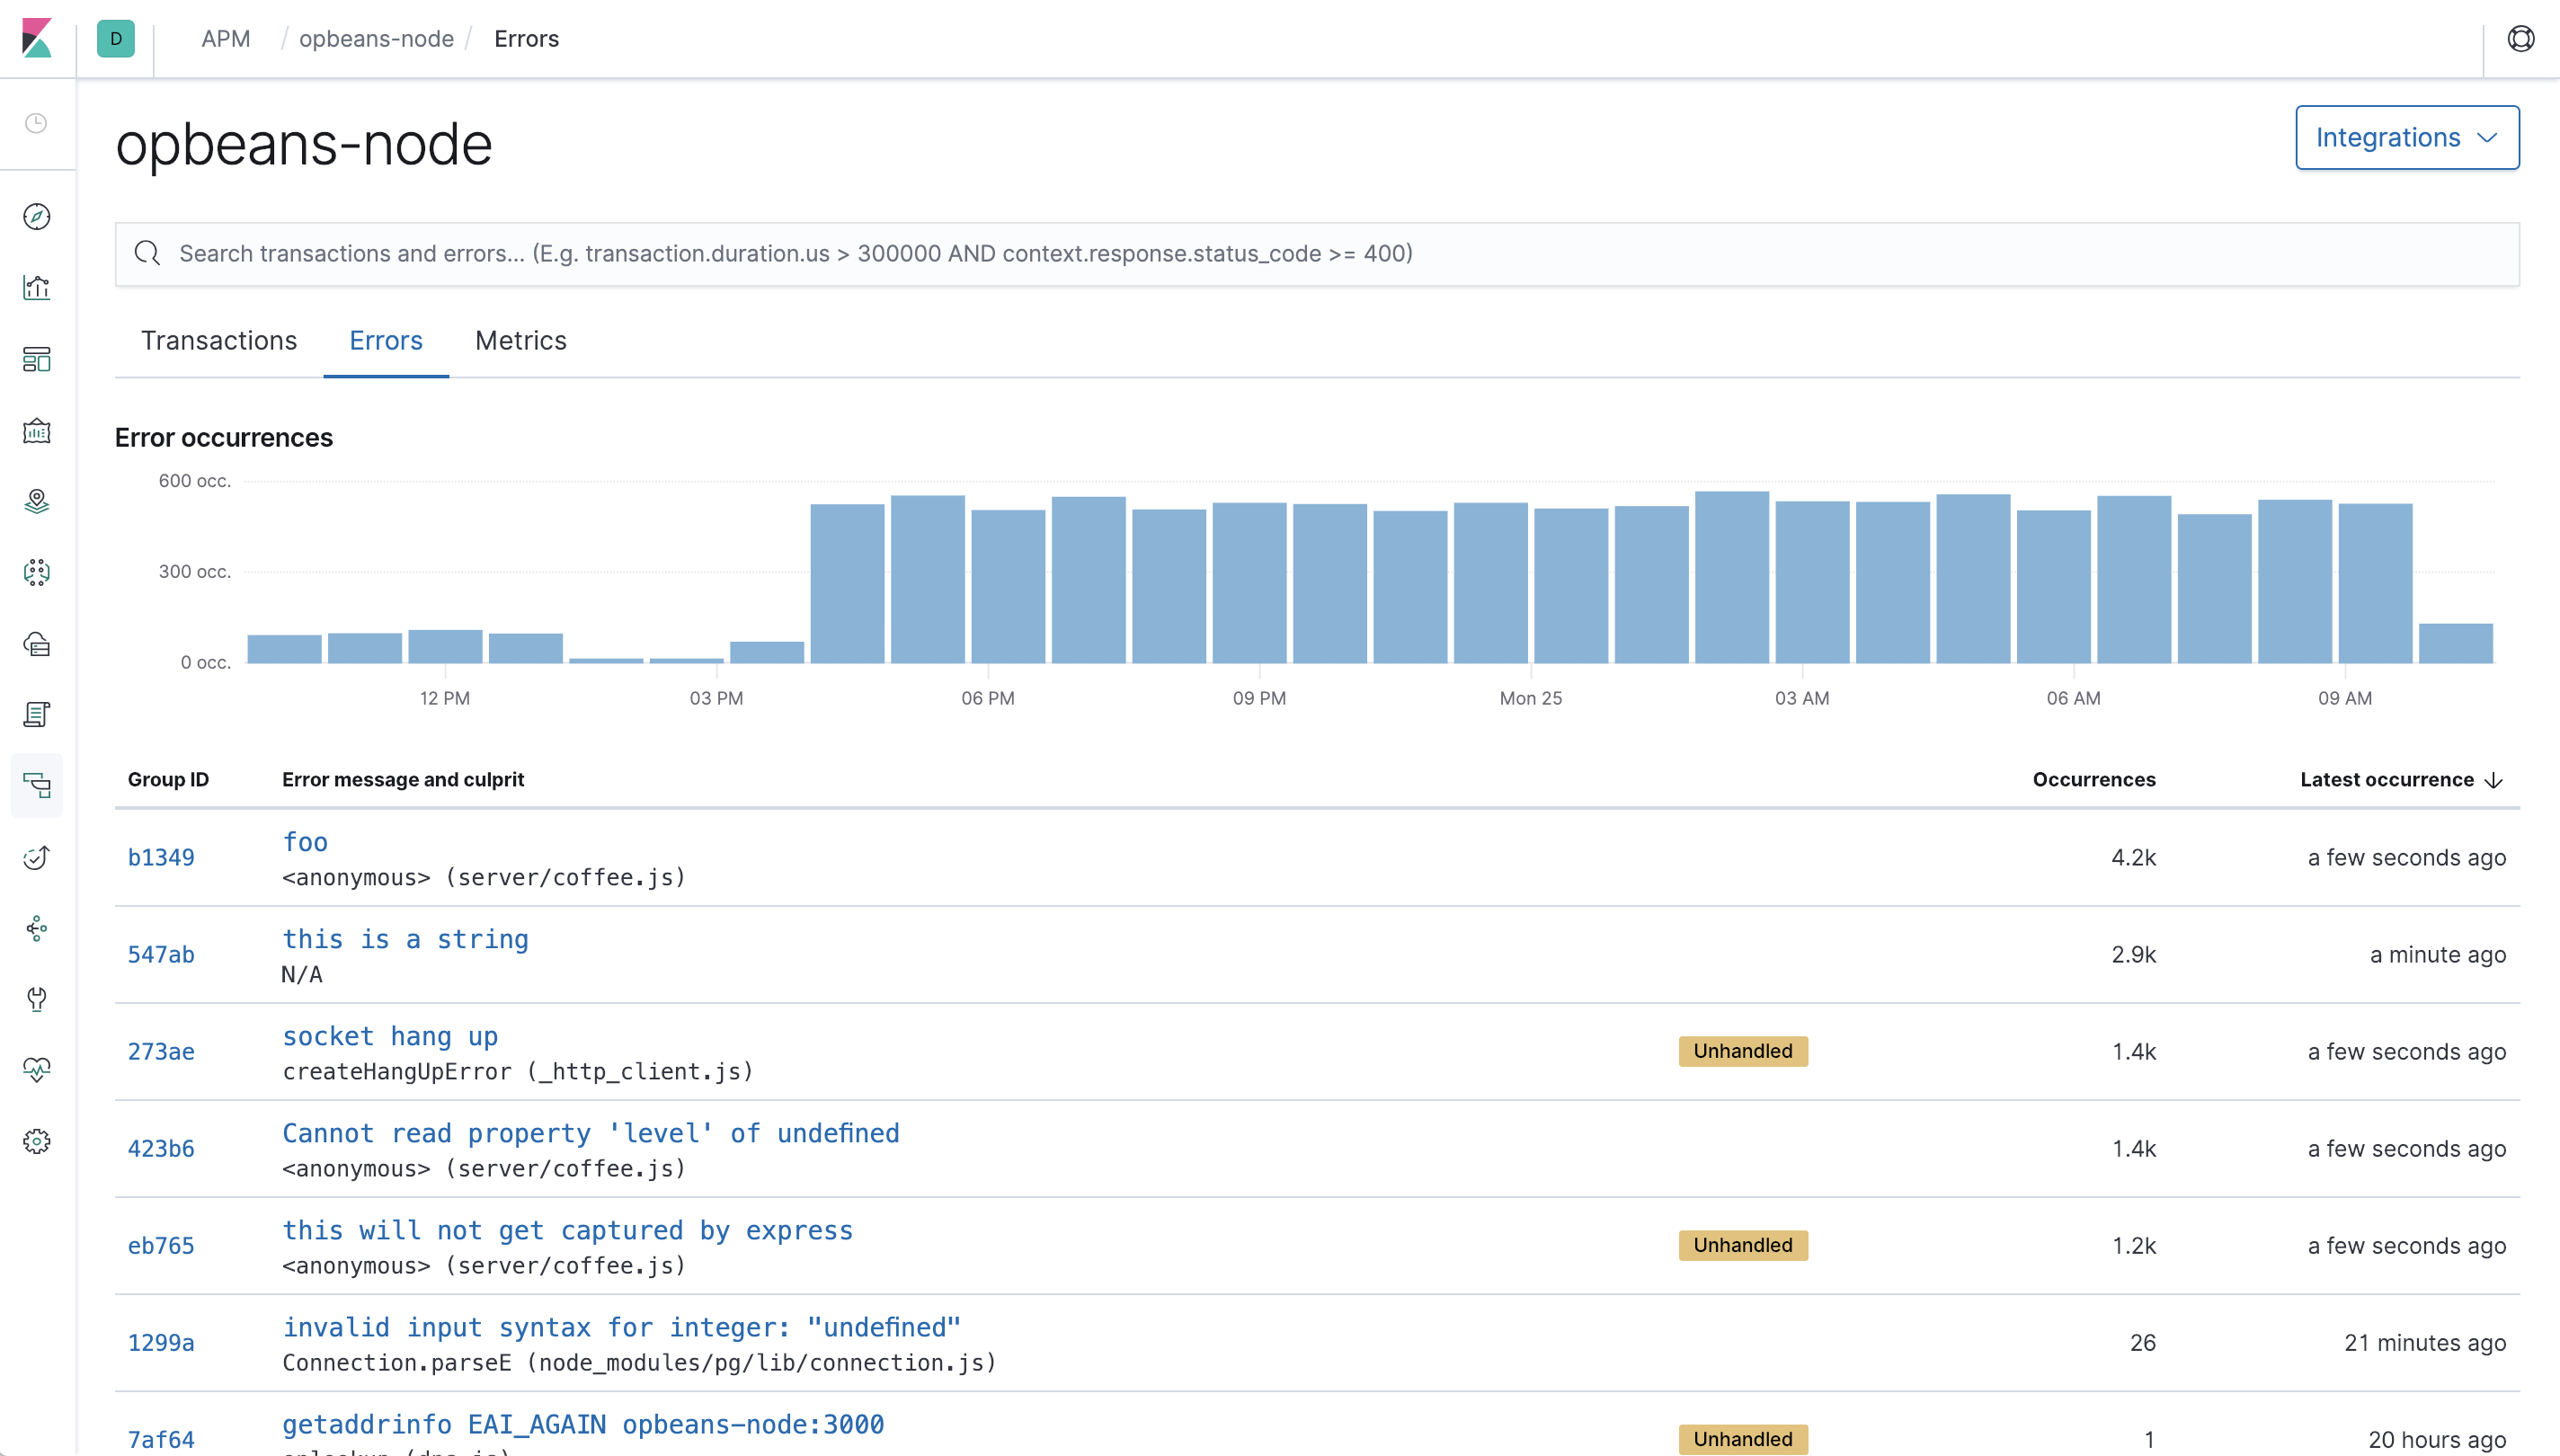 D APM / opbeans-node / Errors
opbeans-node
Integrations
Search transactions and errors... (E.g. transaction.duration.us > 300000 AND context.response.status_code >= 400)
Transactions Errors Metrics
Error occurrences
600 occ.
300 occ.
0 occ.
12 PM 03 PM 06 PM 09 PM Mon 25 03 AM 06 AM 09 AM
Group ID Error message and culprit Occurrences Latest occurrence
b1349 foo 4.2k a few seconds ago
<anonymous> (server/coffee.js)
547ab this is a string 2.9k a minute ago
N/A
273ae socket hang up Unhandled 1.4k a few seconds ago
createHangUpError (_http_client.js)
423b6 Cannot read property 'level' of undefined 1.4k a few seconds ago
<anonymous> (server/coffee.js)
eb765 this will not get captured by express Unhandled 1.2k a few seconds ago
<anonymous> (server/coffee.js)
1299a invalid input syntax for integer: "undefined" 26 21 minutes ago
Connection.parseE (node_modules/pg/lib/connection.js)
7af64 getaddrinfo EAI_AGAIN opbeans-node:3000 Unhandled 1 20 hours ago